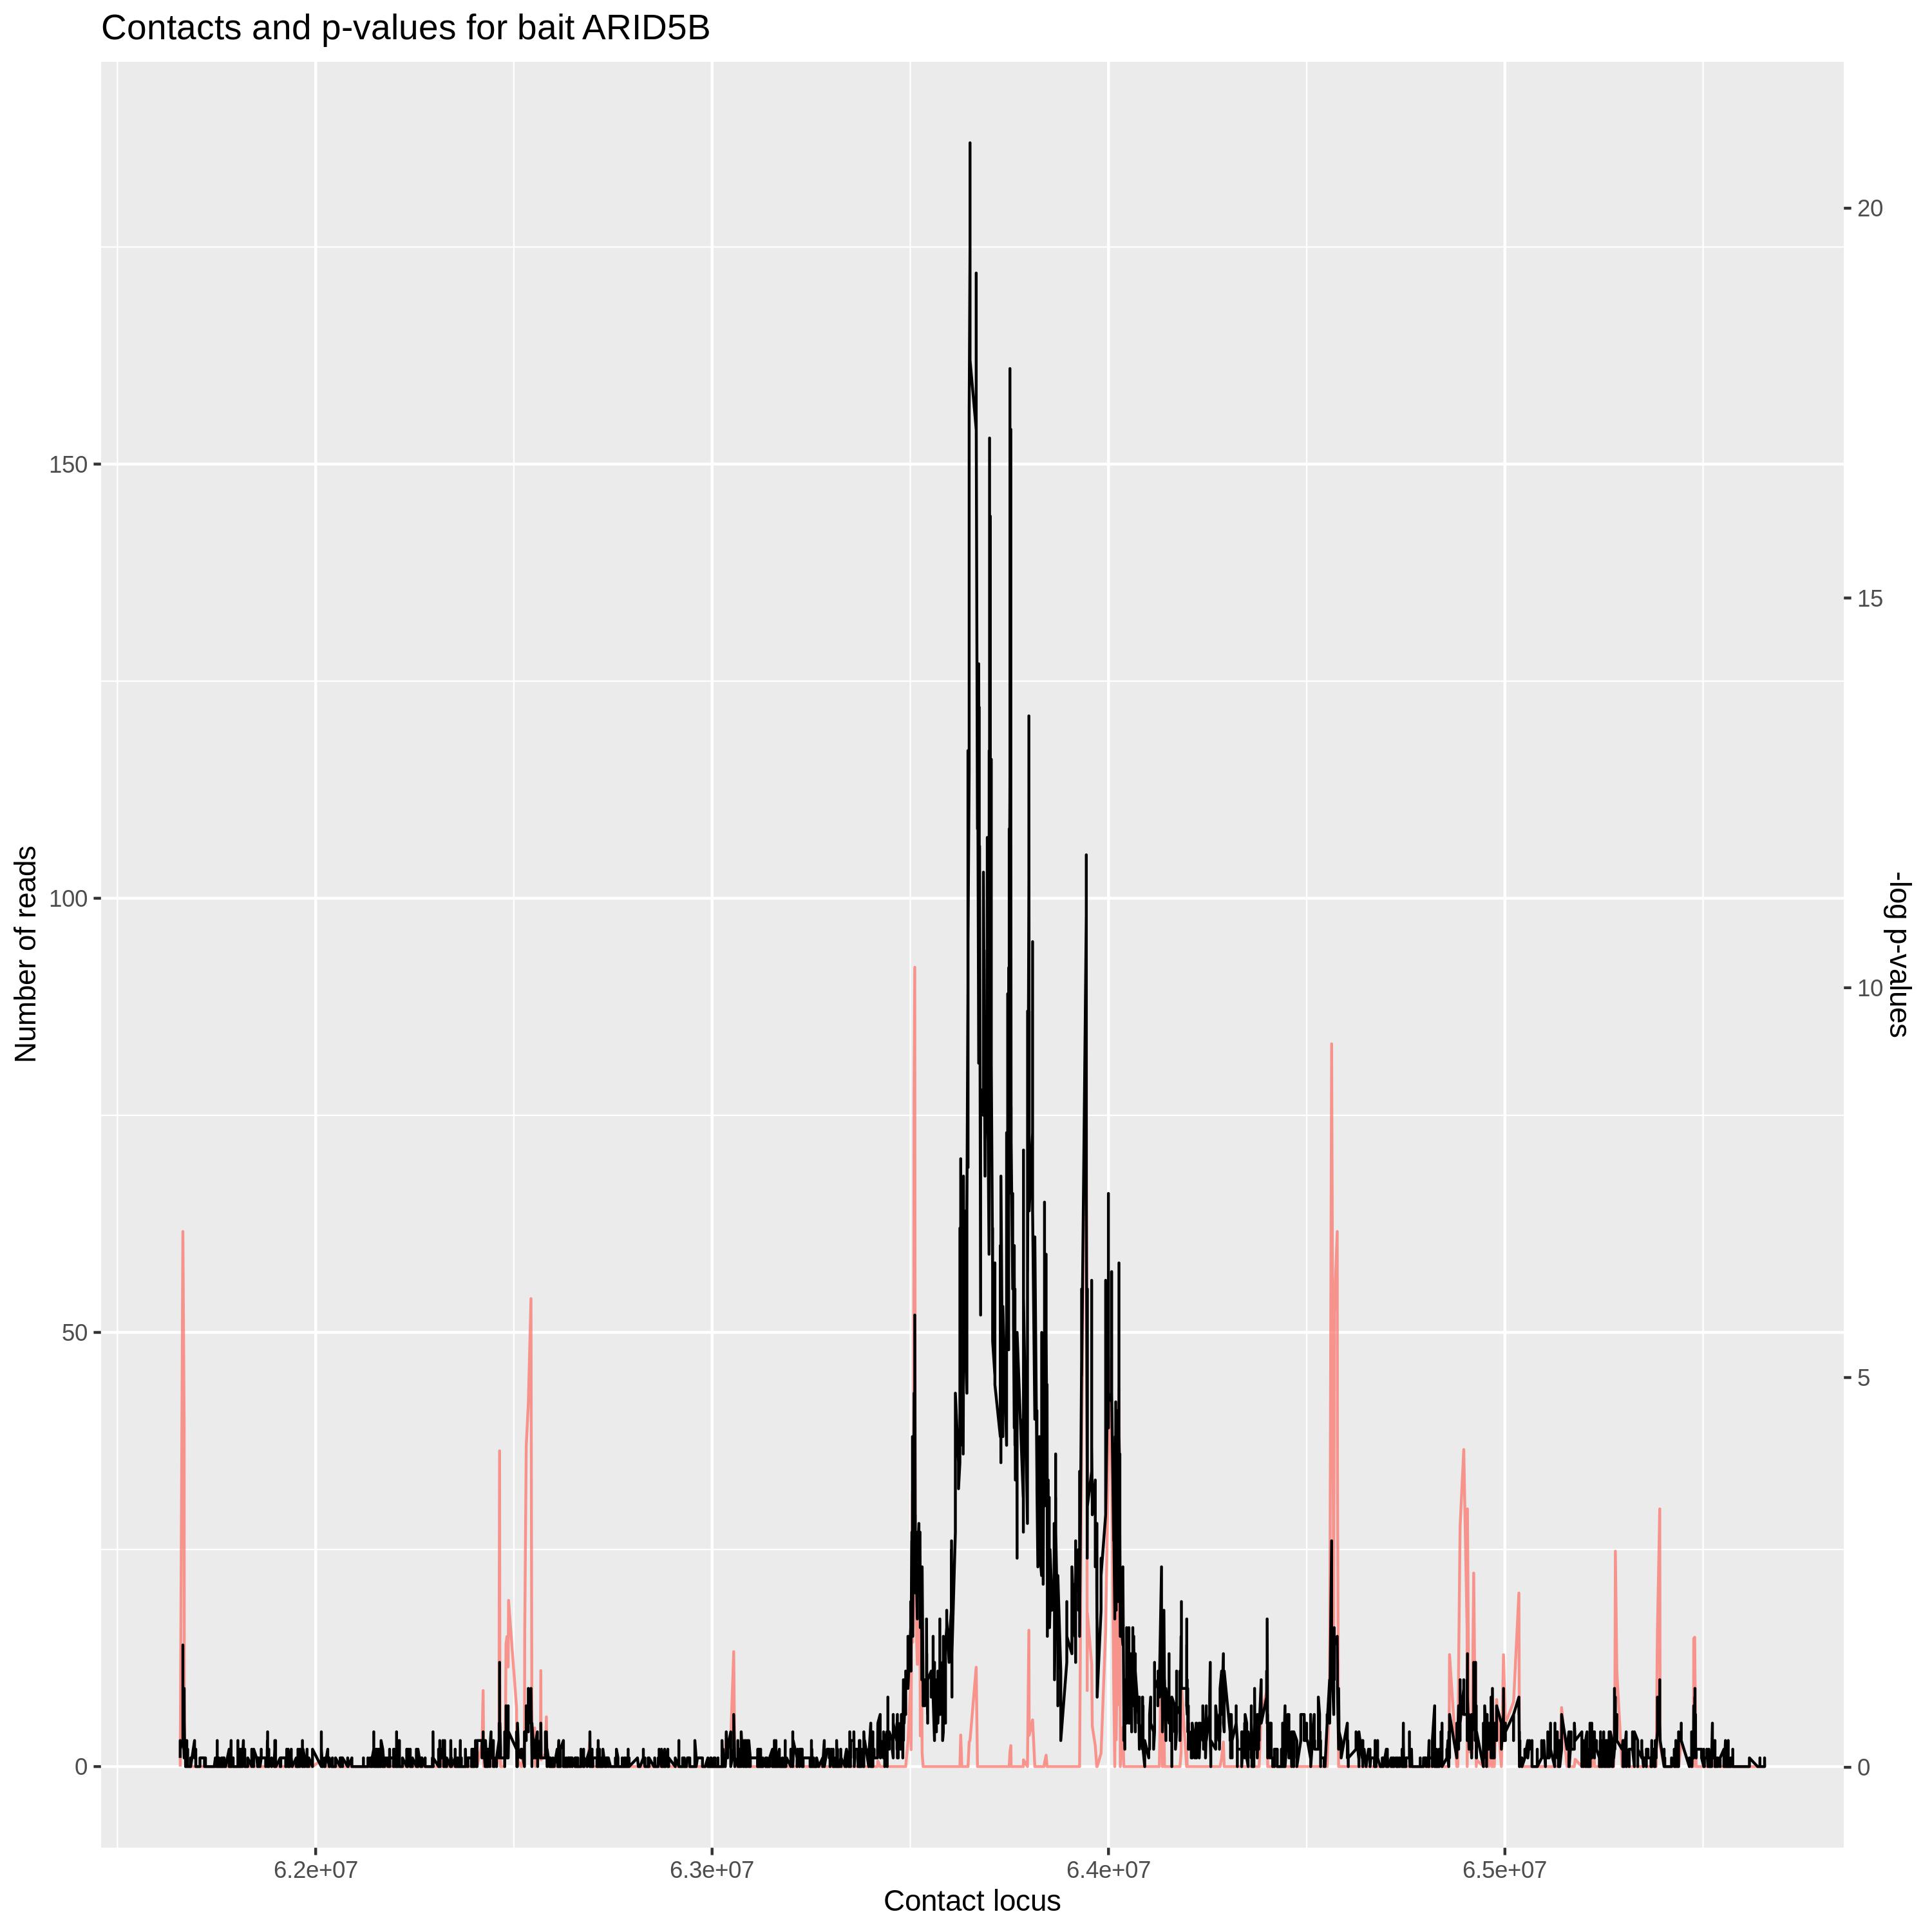 Contacts and p-values for bait ARID5B
Number of reads
150
100
50
0
20
15
10
5
0
-log p-values
6.2e+07
6.3e+07
6.4e+07
6.5e+07
Contact locus